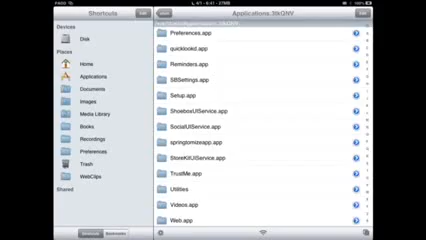 Shortcuts
Applications.30kQNV
Devices
Disk
Places
Home
Applications
Documents
Images
Media Library
Books
Recordings
Preferences
Trash
WebClips
Shared
Preferences.app
quicklookd.app
Reminders.app
SBSettings.app
Setup.app
ShoeboxUIService.app
SocialUIService.app
springtomizeapp.app
StoreKitUIService.app
TrustMe.app
Utilities
Videos.app
Web.app
Bookmarks